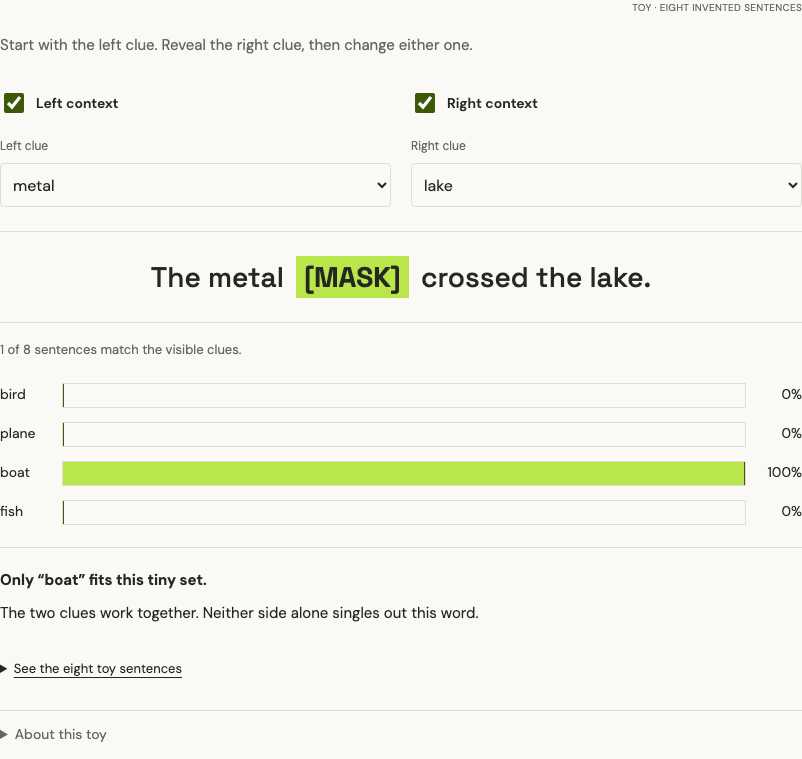 TOY · EIGHT INVENTED SENTENCES
Start with the left clue. Reveal the right clue, then change either one.
Left context
Right context
Left clue
Right clue
metal
lake
The metal [MASK] crossed the lake.
1 of 8 sentences match the visible clues.
bird 0%
plane 0%
boat 100%
fish 0%
Only “boat” fits this tiny set.
The two clues work together. Neither side alone singles out this word.
See the eight toy sentences
About this toy